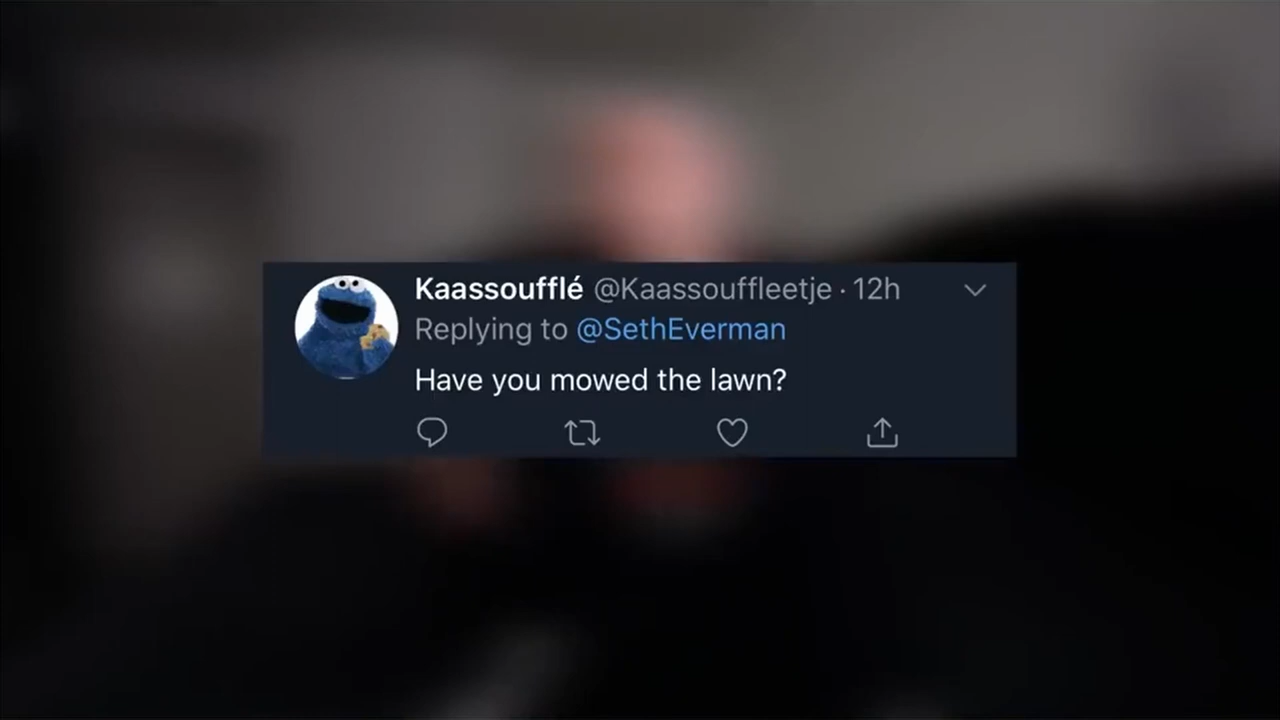 Kaassoufflé @Kaassouffleetje · 12h
Replying to @SethEverman
Have you mowed the lawn?